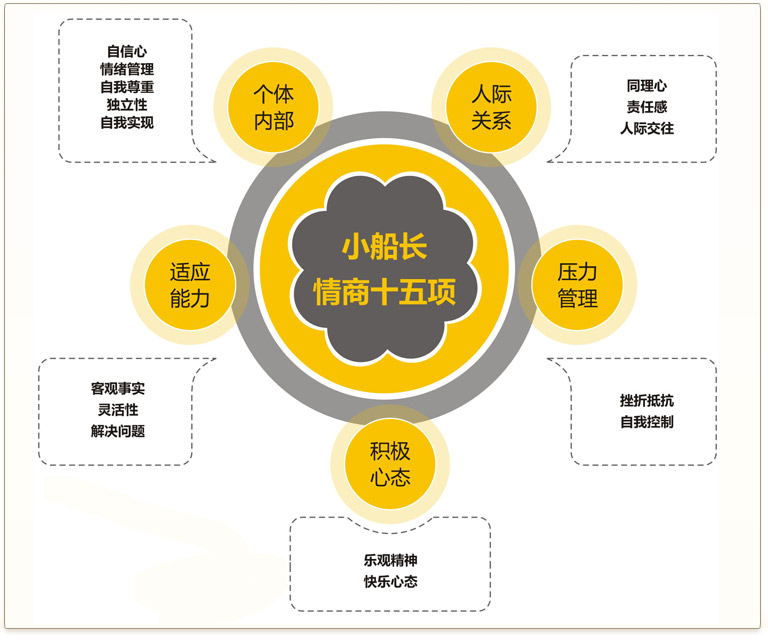 自信心
情绪管理
自我尊重
独立性
自我实现
个体
内部
人际
关系
同理心
责任感
人际交往
小船长
情商十五项
适应
能力
压力
管理
客观事实
灵活性
解决问题
挫折抵抗
自我控制
积极
心态
乐观精神
快乐心态